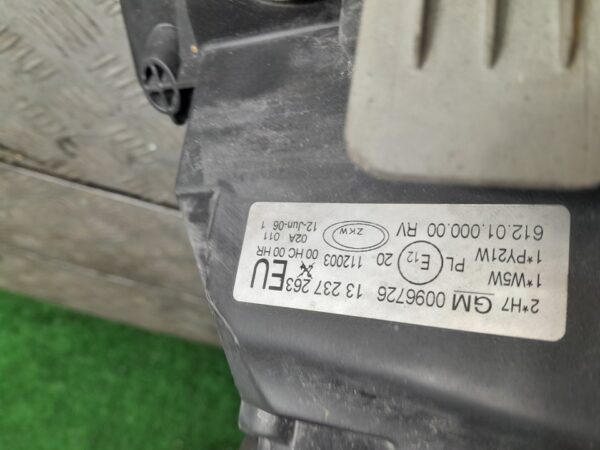 2*H7 GM 0096726 13 237 263 EU
1*W5W
1*PY21W PL E12 20 112003 00 HC 00 HR
02A 011
612.01.000.00 RV ZKW 12-Jun-06 1